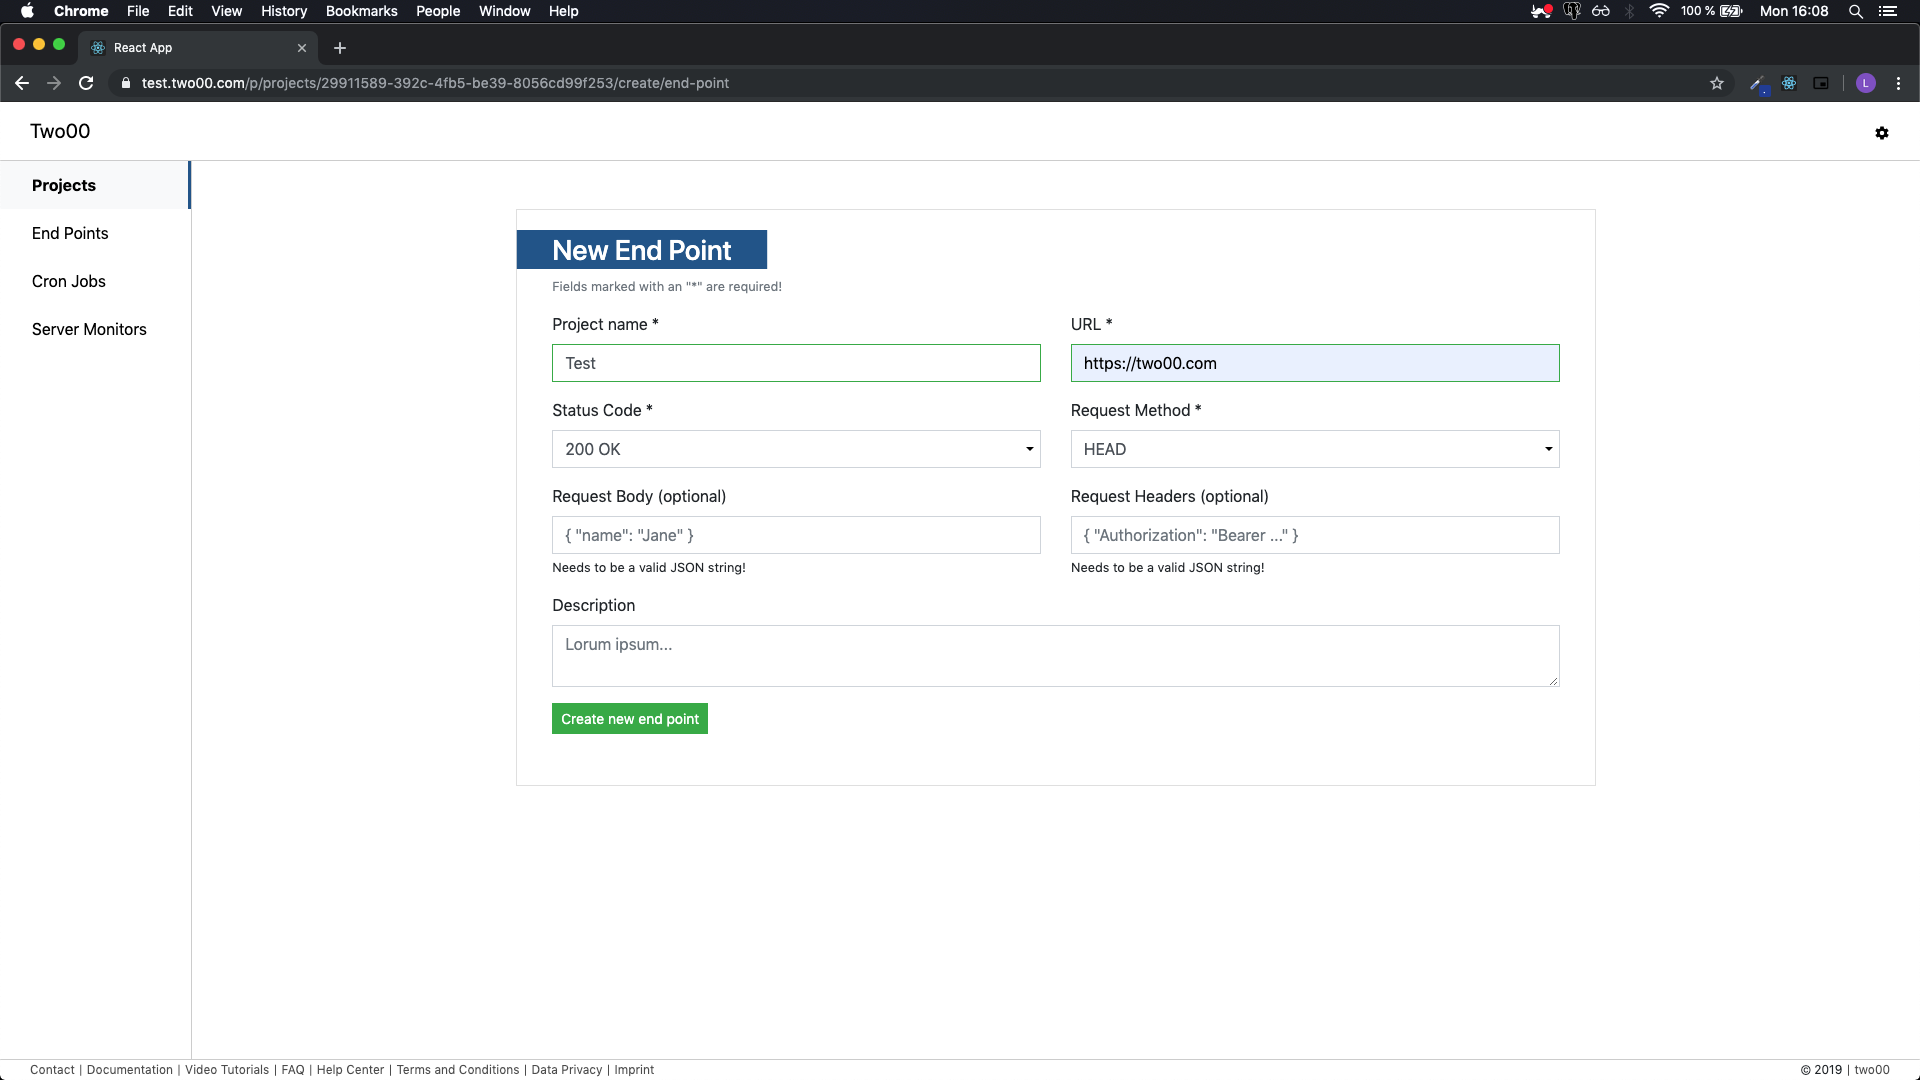 Chrome File Edit View History Bookmarks People Window Help 100 % Mon 16:08
React App
test.two00.com/p/projects/29911589-392c-4fb5-be39-8056cd99f253/create/end-point L
Two00
Projects
End Points
Cron Jobs
Server Monitors
New End Point
Fields marked with an "*" are required!
Project name * URL *
Test https://two00.com
Status Code * Request Method *
200 OK HEAD
Request Body (optional) Request Headers (optional)
{ "name": "Jane" } { "Authorization": "Bearer ..." }
Needs to be a valid JSON string! Needs to be a valid JSON string!
Description
Lorum ipsum...
Create new end point
Contact | Documentation | Video Tutorials | FAQ | Help Center | Terms and Conditions | Data Privacy | Imprint © 2019 | two00